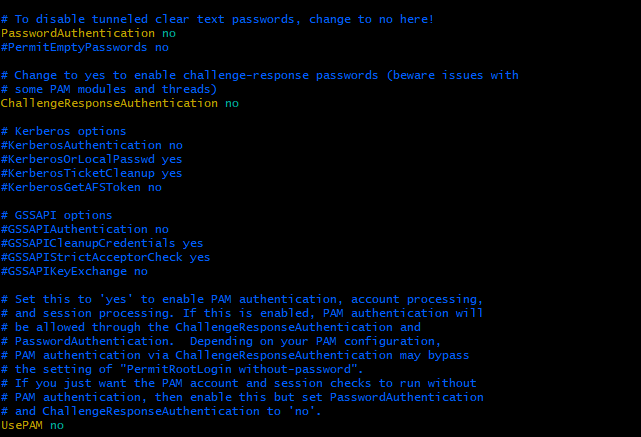 # To disable tunneled clear text passwords, change to no here!
PasswordAuthentication no
#PermitEmptyPasswords no
# Change to yes to enable challenge-response passwords (beware issues with
# some PAM modules and threads)
ChallengeResponseAuthentication no
# Kerberos options
#KerberosAuthentication no
#KerberosOrLocalPasswd yes
#KerberosTicketCleanup yes
#KerberosGetAFSToken no
# GSSAPI options
#GSSAPIAuthentication no
#GSSAPICleanupCredentials yes
#GSSAPIStrictAcceptorCheck yes
#GSSAPIKeyExchange no
# Set this to 'yes' to enable PAM authentication, account processing,
# and session processing. If this is enabled, PAM authentication will
# be allowed through the ChallengeResponseAuthentication and
# PasswordAuthentication.  Depending on your PAM configuration,
# PAM authentication via ChallengeResponseAuthentication may bypass
# the setting of "PermitRootLogin without-password".
# If you just want the PAM account and session checks to run without
# PAM authentication, then enable this but set PasswordAuthentication
# and ChallengeResponseAuthentication to 'no'.
UsePAM no